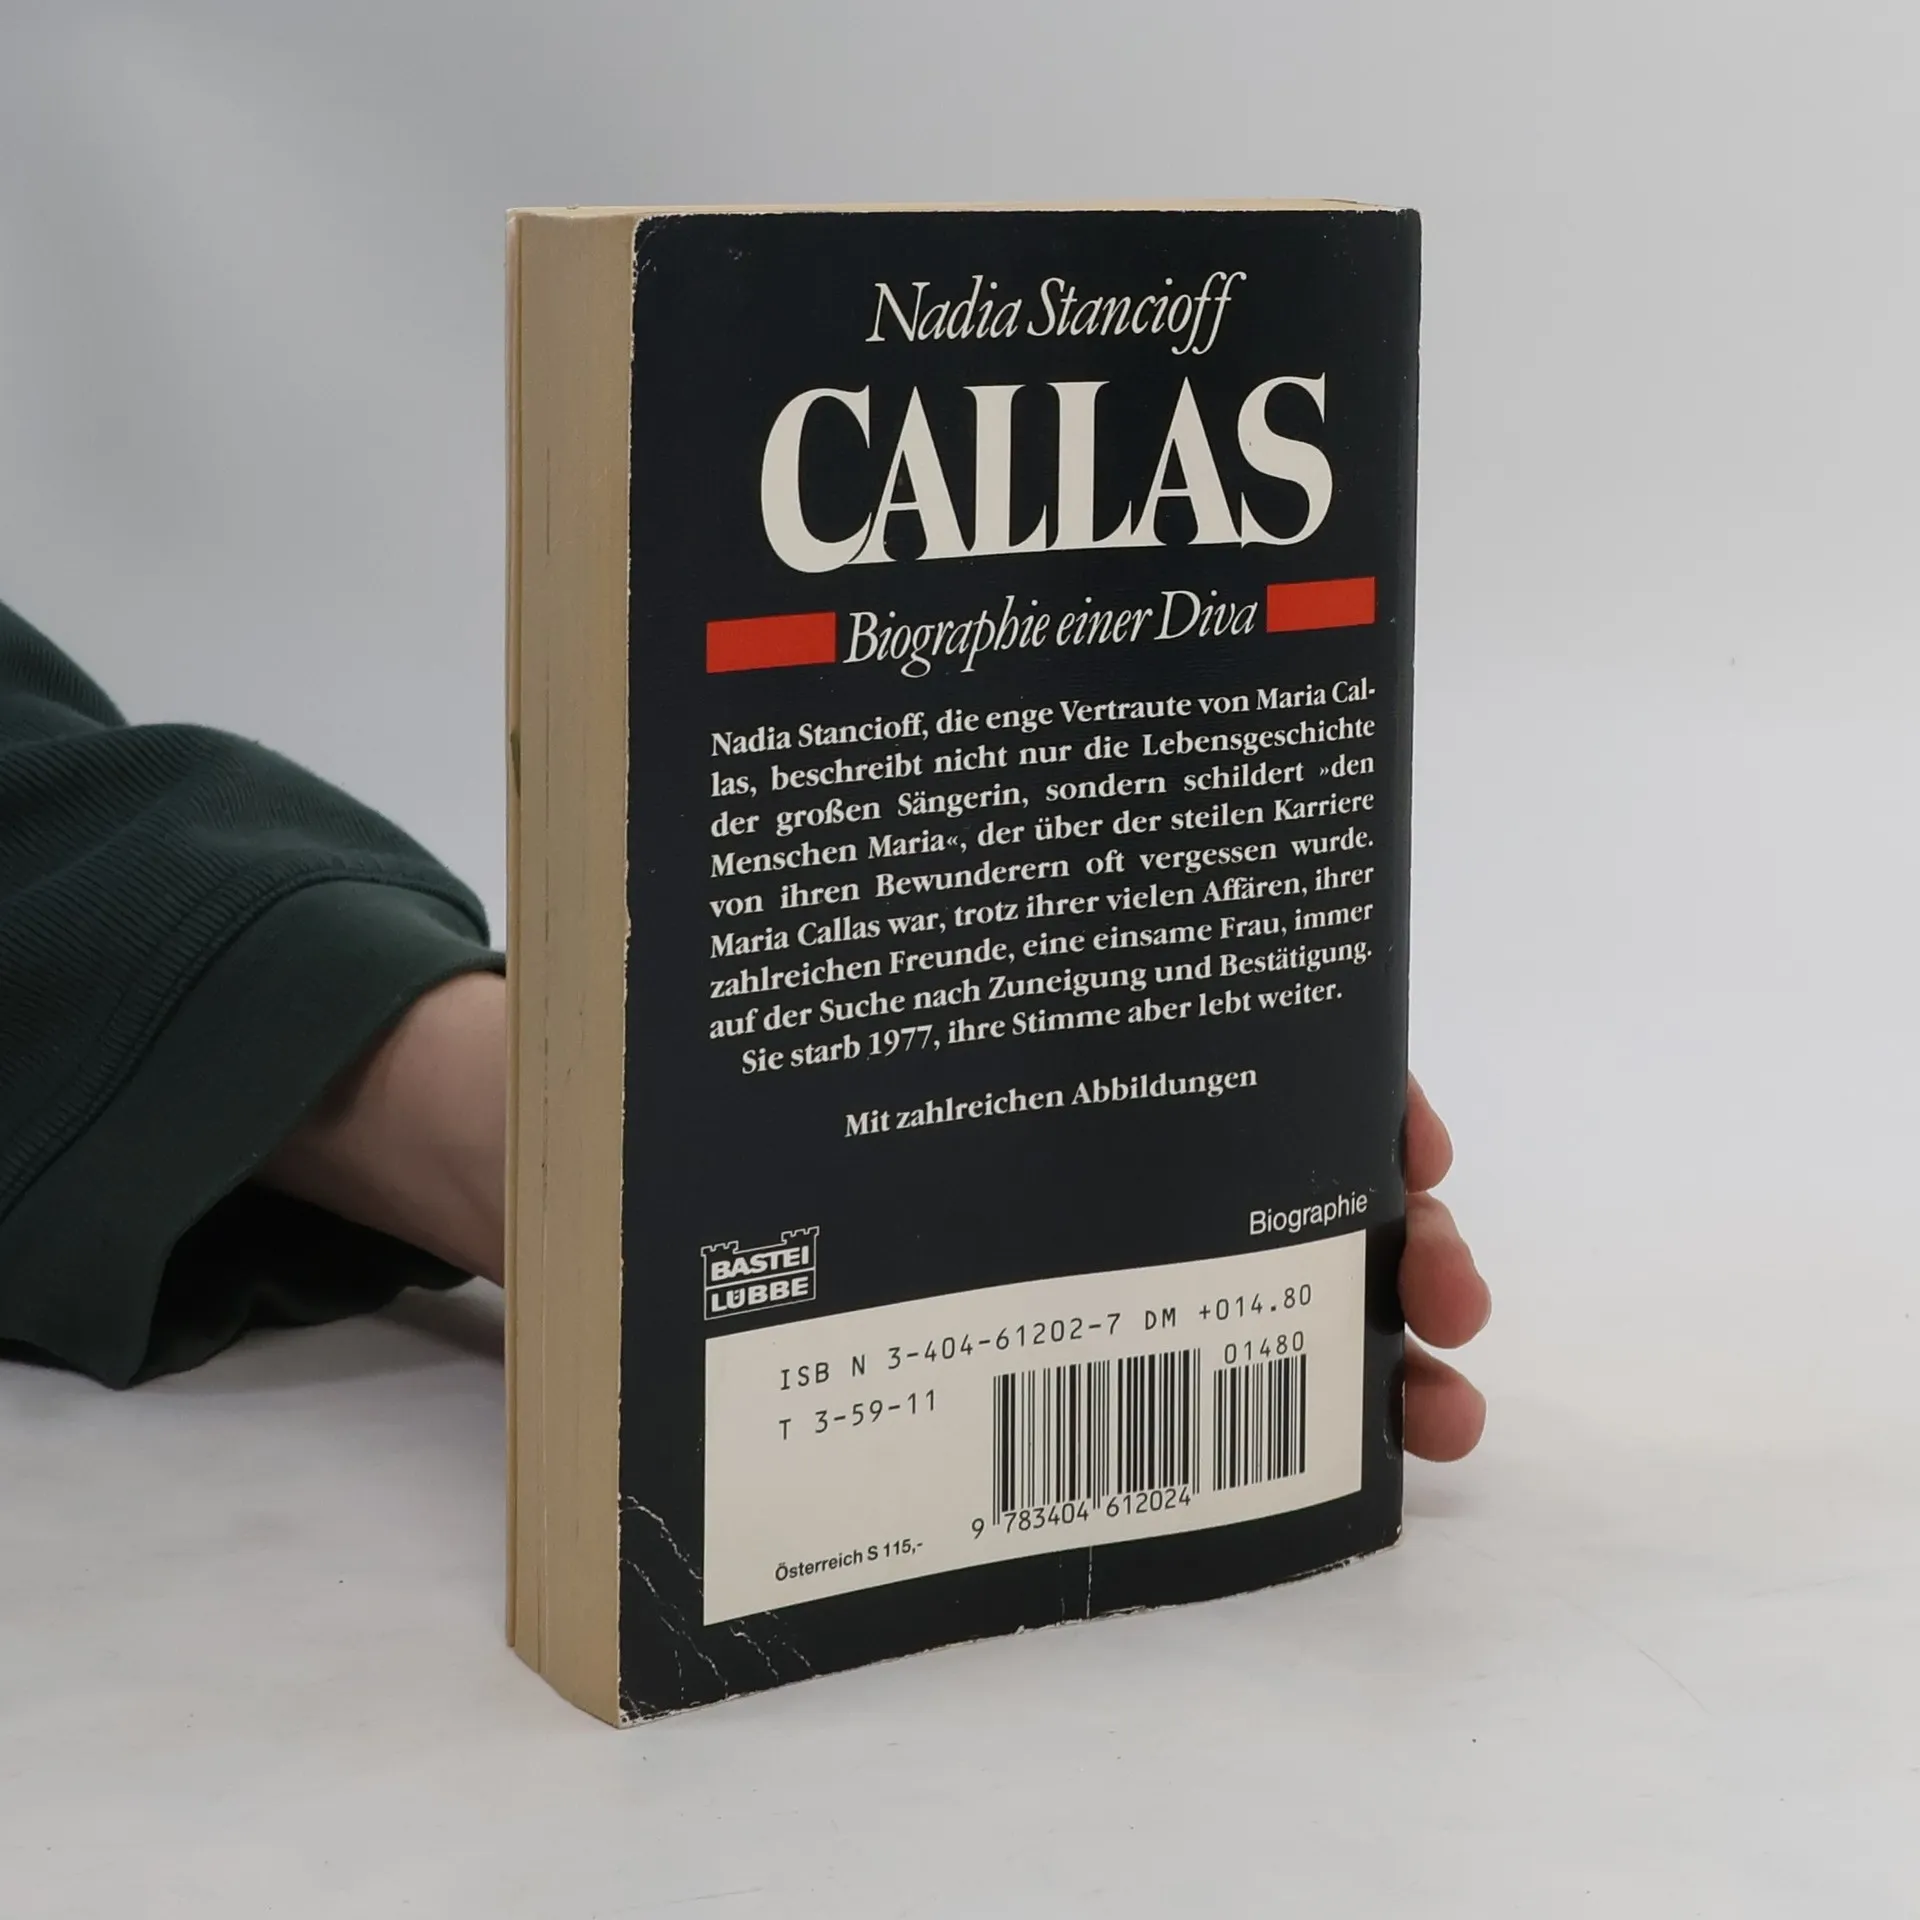 Nadia Stancioff
CALLAS
Biographie einer Diva
Nadia Stancioff, die enge Vertraute von Maria Cal-
las, beschreibt nicht nur die Lebensgeschichte
der großen Sängerin, sondern schildert »den
Menschen Maria«, der über der steilen Karriere
von ihren Bewunderern oft vergessen wurde.
Maria Callas war, trotz ihrer vielen Affären, ihrer
zahlreichen Freunde, eine einsame Frau, immer
auf der Suche nach Zuneigung und Bestätigung.
Sie starb 1977, ihre Stimme aber lebt weiter.
Mit zahlreichen Abbildungen
Biographie
BASTEI
LÜBBE
ISB N 3-404-61202-7 DM +014.80
T 3-59-11
01480
9 783404 612024
Österreich S 115,-